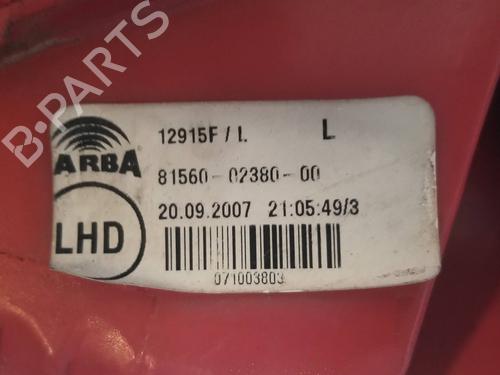 B-PARTS
ARBA
12915F / L L
81560-02380-00
20.09.2007 21:05:49/3
LHD
071003803